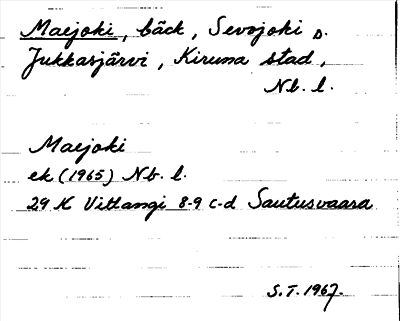 Maejoki, bäck, Sevojoki s.
Jukkasjärvi, Kiruna stad,
Nb. l.
Maejoki
ek (1965) Nb. l.
29 K Vittangi 8-9 c-d Sautusvaara
S.T. 1967.